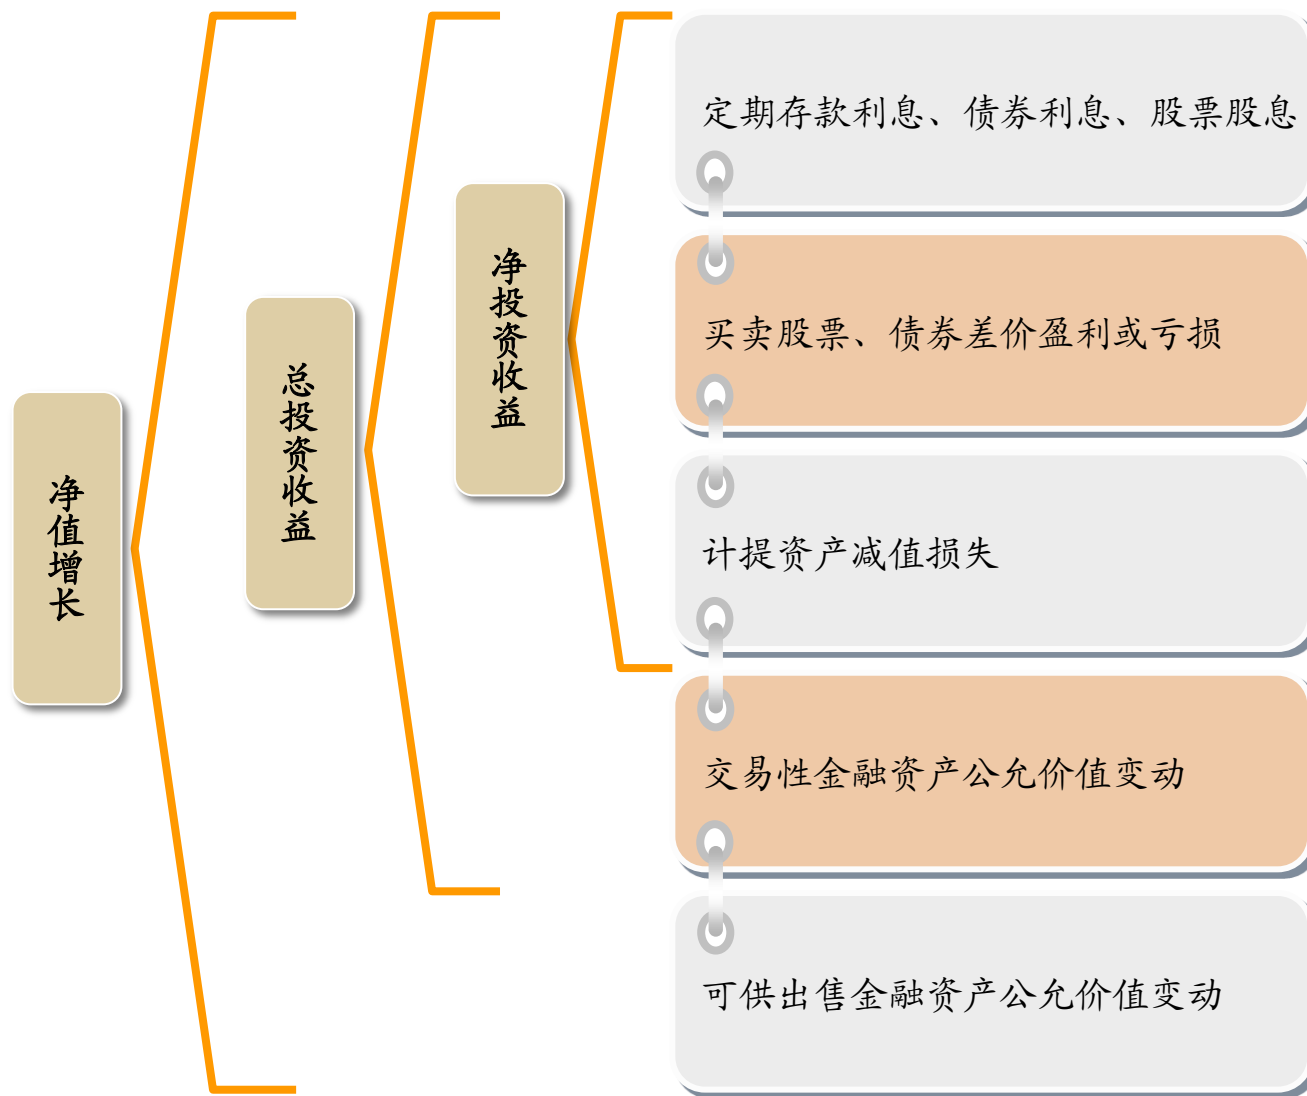 净值增长
总投资收益
净投资收益
定期存款利息、债券利息、股票股息
买卖股票、债券差价盈利或亏损
计提资产减值损失
交易性金融资产公允价值变动
可供出售金融资产公允价值变动